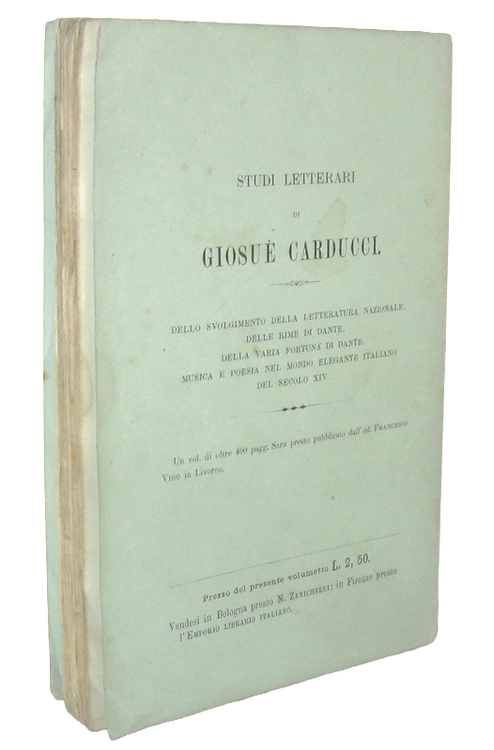 STUDI LETTERARI
DI
GIOSUÈ CARDUCCI.
DELLO SVOLGIMENTO DELLA LETTERATURA NAZIONALE.
DELLE RIME DI DANTE.
DELLA VARIA FORTUNA DI DANTE.
MUSICA E POESIA NEL MONDO ELEGANTE ITALIANO
DEL SECOLO XIV.
Un vol. di oltre 400 pagg. Sara presto pubblicato dall' ed. FRANCESCO
VIGO in Livorno.
Prezzo del presente volumetto L. 2, 50.
Vendesi in Bologna presso N. ZANICHELLI: in Firenze presso
l' EMPORIO LIBRARIO ITALIANO.